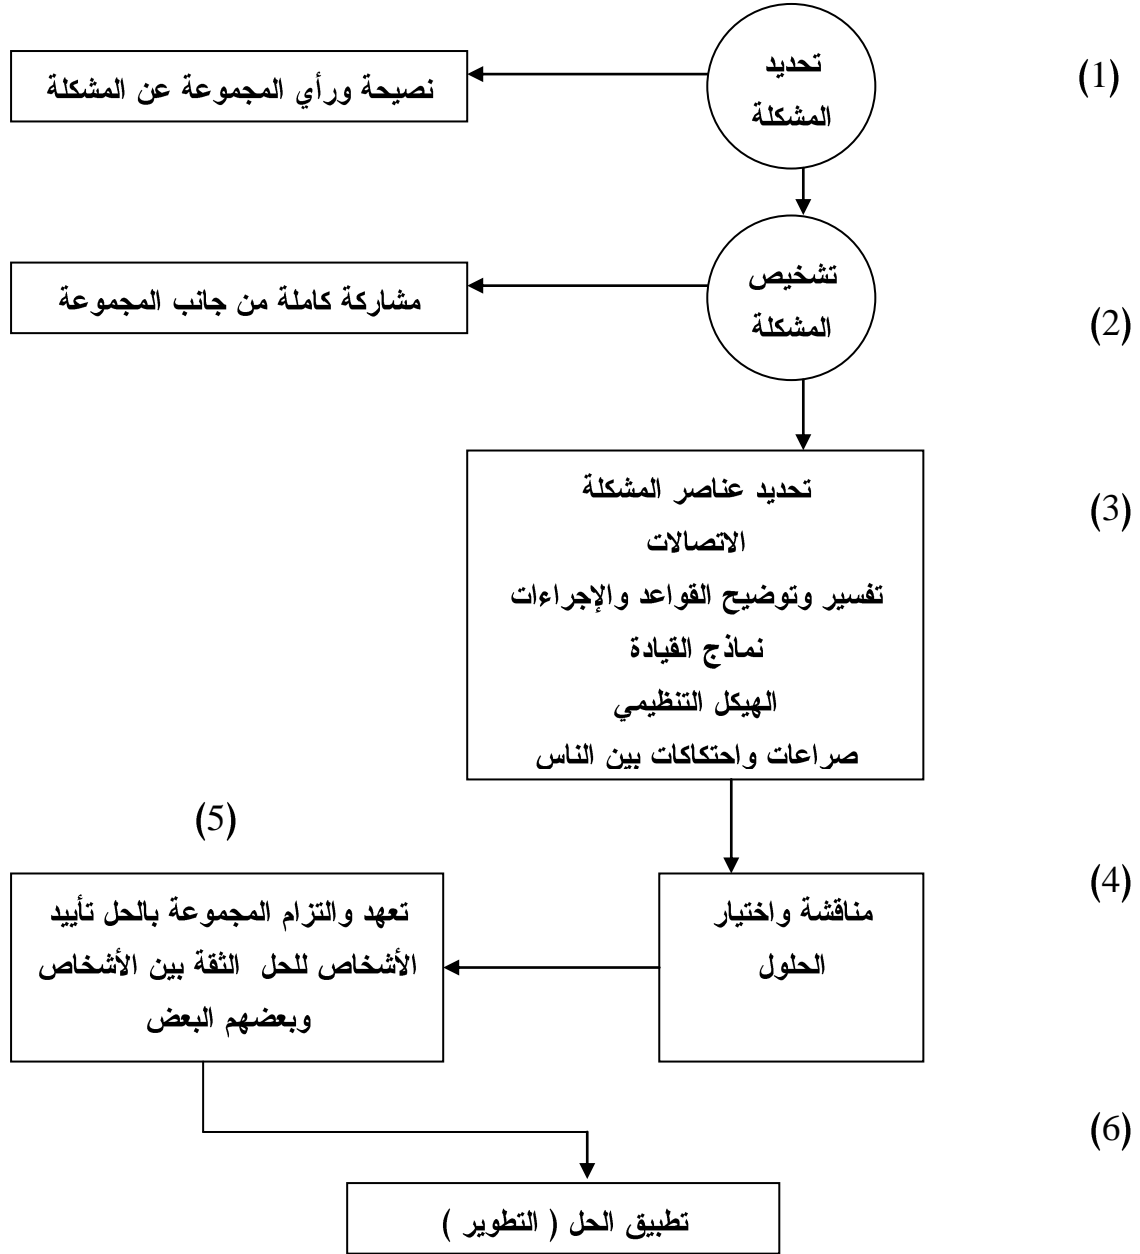 (1)
تحديد
المشكلة
نصيحة ورأي المجموعة عن المشكلة
(2)
تشخيص
المشكلة
مشاركة كاملة من جانب المجموعة
(3)
تحديد عناصر المشكلة
الاتصالات
تفسير وتوضيح القواعد والإجراءات
نماذج القيادة
الهيكل التنظيمي
صراعات واحتكاكات بين الناس
(4)
مناقشة واختيار
الحلول
(5)
تعهد والتزام المجموعة بالحل تأييد
الأشخاص للحل الثقة بين الأشخاص
وبعضهم البعض
(6)
تطبيق الحل ( التطوير )